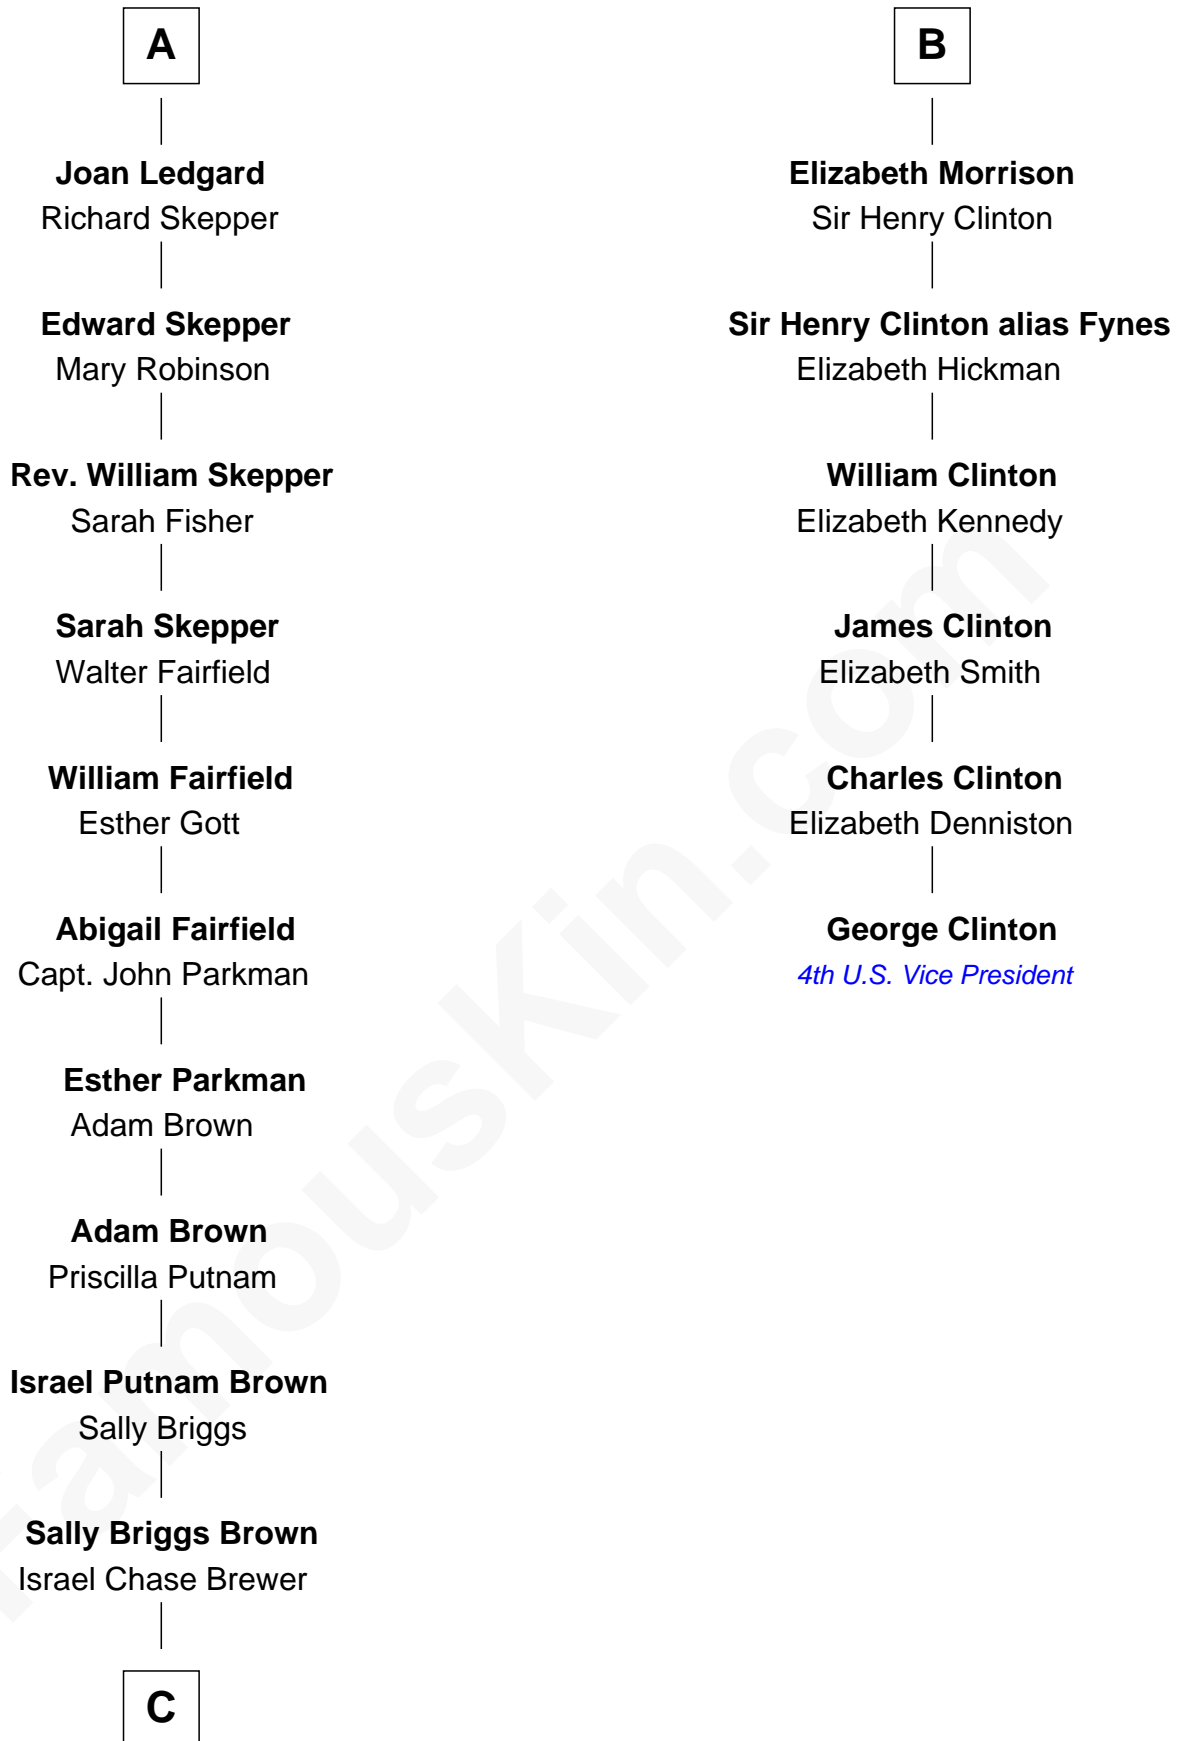 A
Joan Ledgard
Richard Skepper
Edward Skepper
Mary Robinson
Rev. William Skepper
Sarah Fisher
Sarah Skepper
Walter Fairfield
William Fairfield
Esther Gott
Abigail Fairfield
Capt. John Parkman
Esther Parkman
Adam Brown
Adam Brown
Priscilla Putnam
Israel Putnam Brown
Sally Briggs
Sally Briggs Brown
Israel Chase Brewer
C
B
Elizabeth Morrison
Sir Henry Clinton
Sir Henry Clinton alias Fynes
Elizabeth Hickman
William Clinton
Elizabeth Kennedy
James Clinton
Elizabeth Smith
Charles Clinton
Elizabeth Denniston
George Clinton
4th U.S. Vice President
FamousKin.com